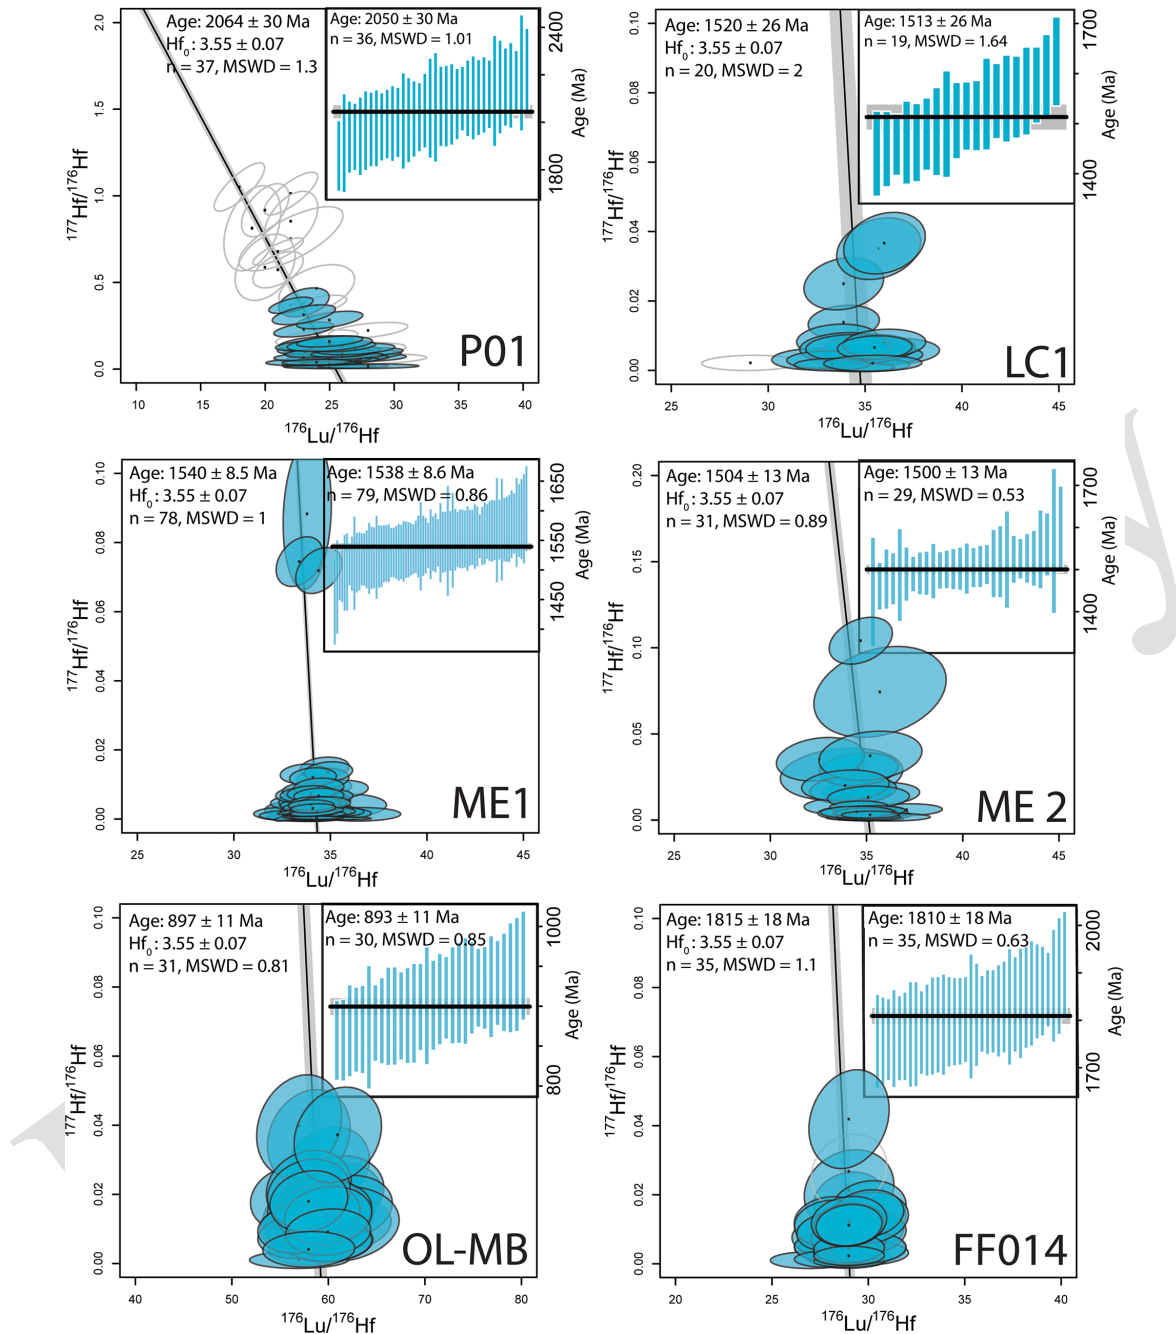 Age: 2064 ± 30 Ma
Hf0: 3.55 ± 0.07
n = 37, MSWD = 1.3
Age: 2050 ± 30 Ma
n = 36, MSWD = 1.01
2400
1800
Age (Ma)
2.0
1.5
1.0
0.5
0.0
177Hf/176Hf
P01
10 15 20 25 30 35 40
176Lu/176Hf
Age: 1520 ± 26 Ma
Hf0: 3.55 ± 0.07
n = 20, MSWD = 2
Age: 1513 ± 26 Ma
n = 19, MSWD = 1.64
1700
1400
Age (Ma)
0.10
0.08
0.06
0.04
0.02
0.00
177Hf/176Hf
LC1
25 30 35 40 45
176Lu/176Hf
Age: 1540 ± 8.5 Ma
Hf0: 3.55 ± 0.07
n = 78, MSWD = 1
Age: 1538 ± 8.6 Ma
n = 79, MSWD = 0.86
1650
1550
1450
Age (Ma)
0.10
0.08
0.06
0.04
0.02
0.00
177Hf/176Hf
ME1
25 30 35 40 45
176Lu/176Hf
Age: 1504 ± 13 Ma
Hf0: 3.55 ± 0.07
n = 31, MSWD = 0.89
Age: 1500 ± 13 Ma
n = 29, MSWD = 0.53
1700
1400
Age (Ma)
0.20
0.15
0.10
0.05
0.00
177Hf/176Hf
ME 2
25 30 35 40 45
176Lu/176Hf
Age: 897 ± 11 Ma
Hf0: 3.55 ± 0.07
n = 31, MSWD = 0.81
Age: 893 ± 11 Ma
n = 30, MSWD = 0.85
1000
800
Age (Ma)
0.10
0.08
0.06
0.04
0.02
0.00
177Hf/176Hf
OL-MB
40 50 60 70 80
176Lu/176Hf
Age: 1815 ± 18 Ma
Hf0: 3.55 ± 0.07
n = 35, MSWD = 1.1
Age: 1810 ± 18 Ma
n = 35, MSWD = 0.63
2000
1700
Age (Ma)
0.10
0.08
0.06
0.04
0.02
0.00
177Hf/176Hf
FF014
20 25 30 35 40
176Lu/176Hf
y